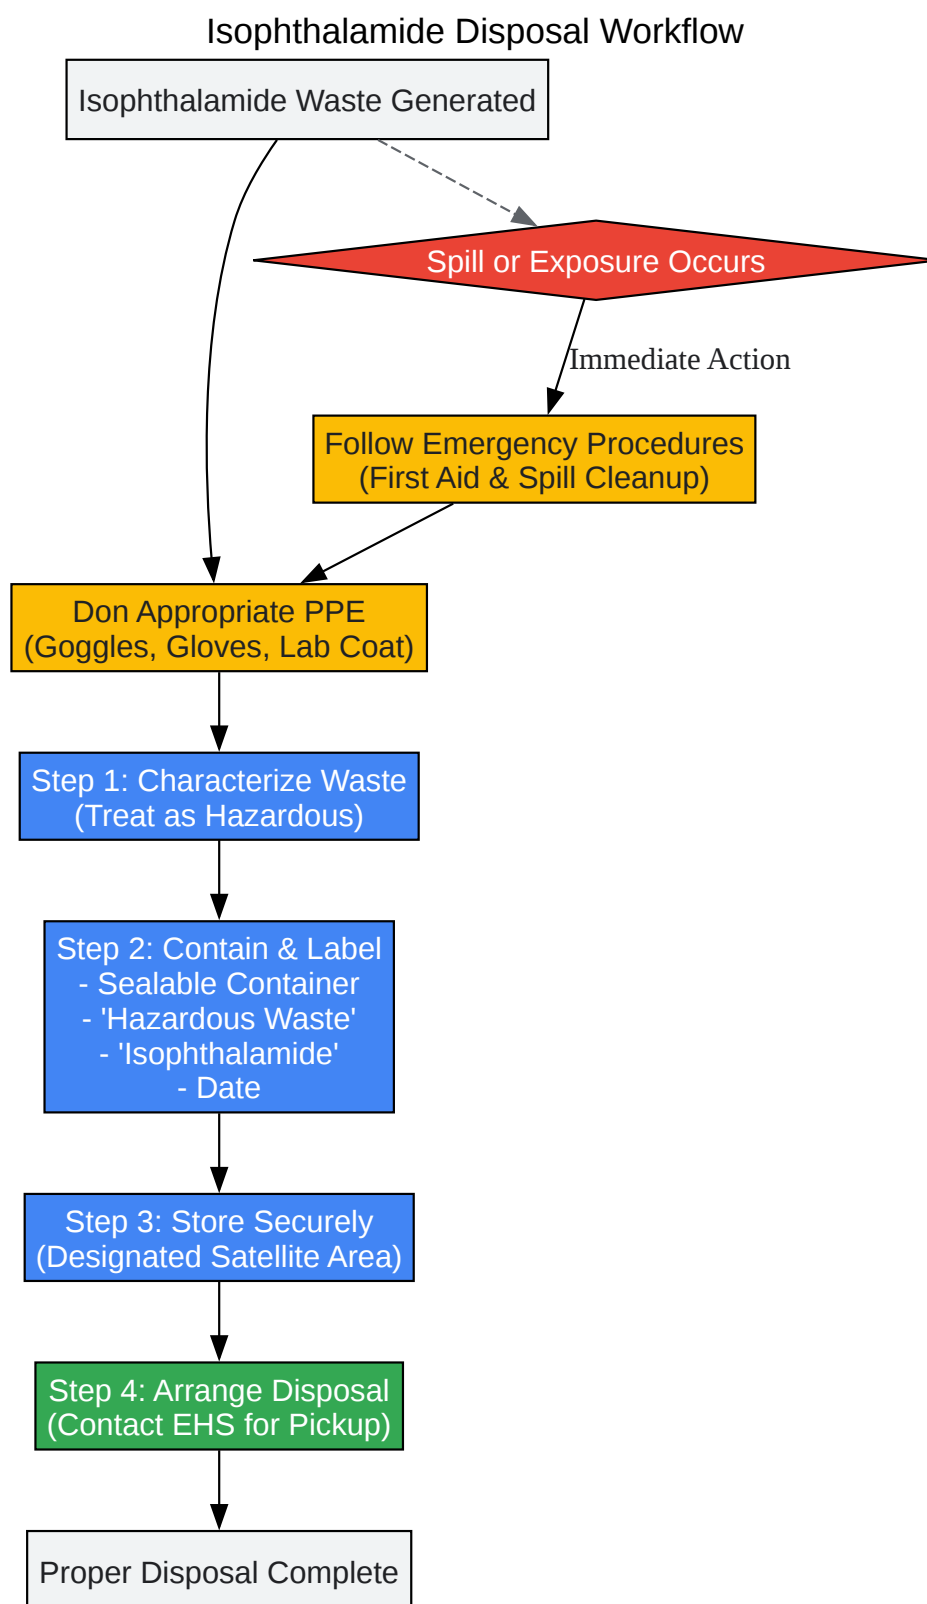 Isophthalamide Disposal Workflow
Isophthalamide Waste Generated
Spill or Exposure Occurs
Immediate Action
Follow Emergency Procedures
(First Aid & Spill Cleanup)
Don Appropriate PPE
(Goggles, Gloves, Lab Coat)
Step 1: Characterize Waste
(Treat as Hazardous)
Step 2: Contain & Label
- Sealable Container
- 'Hazardous Waste'
- 'Isophthalamide'
- Date
Step 3: Store Securely
(Designated Satellite Area)
Step 4: Arrange Disposal
(Contact EHS for Pickup)
Proper Disposal Complete